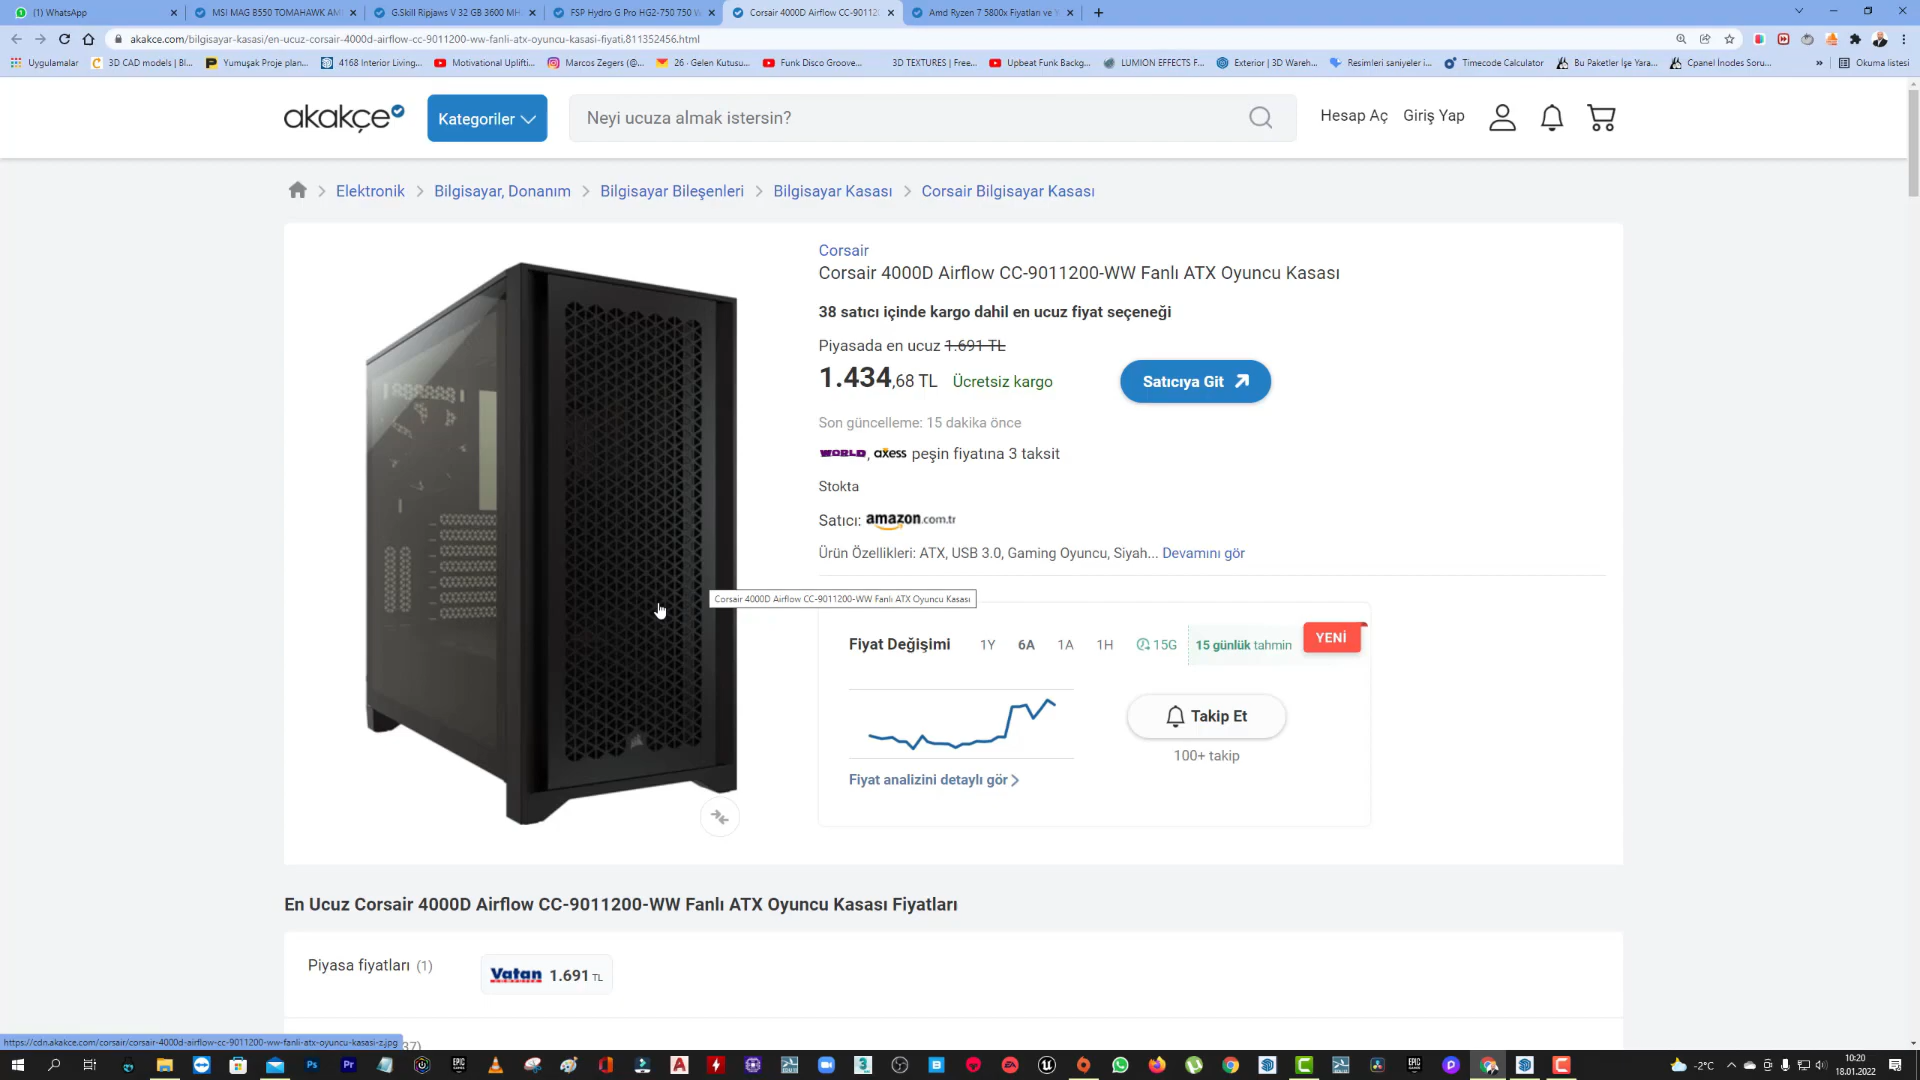 (1) WhatsApp
MSI MAG B550 TOMAHAWK AM
G.Skill Ripjaws V 32 GB 3600 MH
FSP Hydro G Pro HG2-750 750 W
Corsair 4000D Airflow CC-90112
Amd Ryzen 7 5800x Fiyatları ve
akakce.com/bilgisayar-kasasi/en-ucuz-corsair-4000d-airflow-cc-9011200-ww-fanli-atx-oyuncu-kasasi-fiyati,811352456.html
Uygulamalar
3D CAD models | Bl...
Yumuşak Proje plan...
4168 Interior Living...
Motivational Uplifti...
Marcos Zegers (@...
26 - Gelen Kutusu...
Funk Disco Groove...
3D TEXTURES | Free...
Upbeat Funk Backg...
LUMION EFFECTS F...
Exterior | 3D Wareh...
Resimleri saniyeler i...
Timecode Calculator
Bu Paketler İşe Yara...
Cpanel İnodes Soru...
»
Okuma listesi
akakçe
Kategoriler
Neyi ucuza almak istersin?
Hesap Aç
Giriş Yap
Elektronik > Bilgisayar, Donanım > Bilgisayar Bileşenleri > Bilgisayar Kasası > Corsair Bilgisayar Kasası
Corsair
Corsair 4000D Airflow CC-9011200-WW Fanlı ATX Oyuncu Kasası
38 satıcı içinde kargo dahil en ucuz fiyat seçeneği
Piyasada en ucuz 1.691 TL
1.434,68 TL Ücretsiz kargo
Satıcıya Git
Son güncelleme: 15 dakika önce
WORLD, axess peşin fiyatına 3 taksit
Stokta
Satıcı: amazon.com.tr
Ürün Özellikleri: ATX, USB 3.0, Gaming Oyuncu, Siyah... Devamını gör
Corsair 4000D Airflow CC-9011200-WW Fanlı ATX Oyuncu Kasası
Fiyat Değişimi 1Y 6A 1A 1H 15G 15 günlük tahmin YENİ
Takip Et
100+ takip
Fiyat analizini detaylı gör >
En Ucuz Corsair 4000D Airflow CC-9011200-WW Fanlı ATX Oyuncu Kasası Fiyatları
Piyasa fiyatları (1)
Vatan 1.691 TL
https://cdn.akakce.com/corsair/corsair-4000d-airflow-cc-9011200-ww-fanli-atx-oyuncu-kasasi-z.jpg
37)
-2°C
10:20
18.01.2022